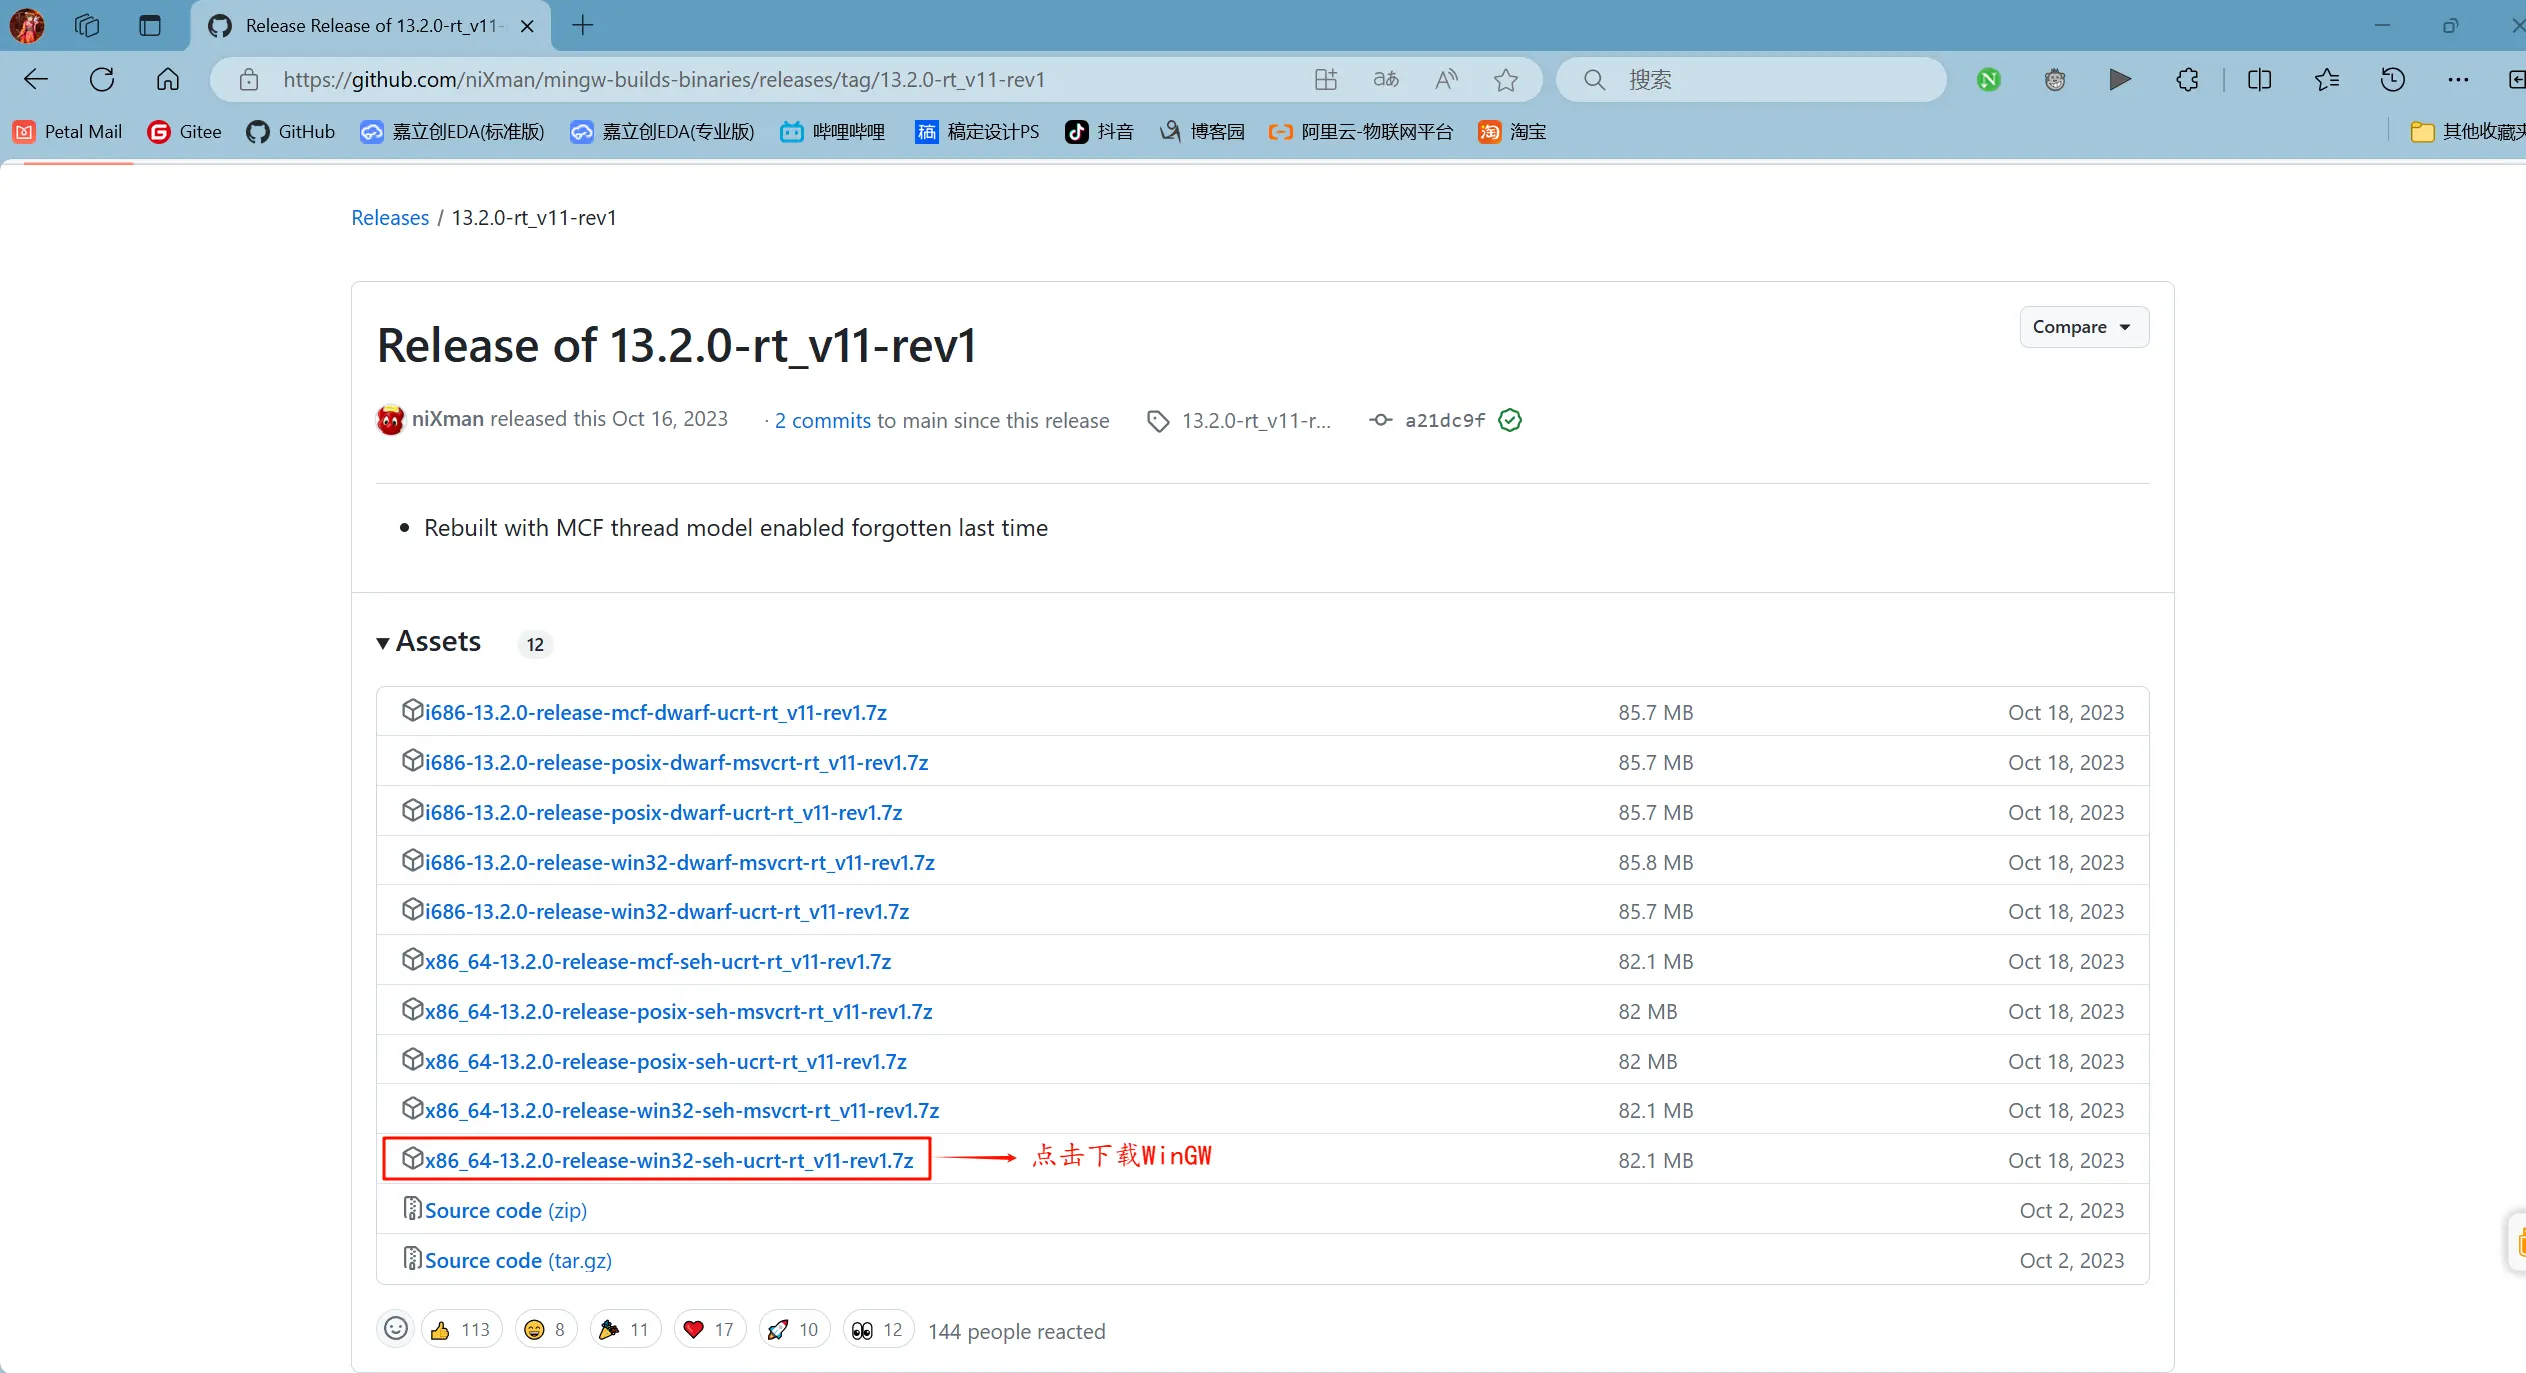 Release Release of 13.2.0-rt_v11-
https://github.com/niXman/mingw-builds-binaries/releases/tag/13.2.0-rt_v11-rev1 aあ A 搜索 N
Petal Mail G Gitee GitHub 嘉立创EDA(标准版) 嘉立创EDA(专业版) 哔哩哔哩 稿 稿定设计PS 抖音 博客园 阿里云-物联网平台 淘 淘宝 其他收藏夹
Releases / 13.2.0-rt_v11-rev1
Release of 13.2.0-rt_v11-rev1 Compare
niXman released this Oct 16, 2023 · 2 commits to main since this release 13.2.0-rt_v11-r... a21dc9f
• Rebuilt with MCF thread model enabled forgotten last time
Assets 12
i686-13.2.0-release-mcf-dwarf-ucrt-rt_v11-rev1.7z 85.7 MB Oct 18, 2023
i686-13.2.0-release-posix-dwarf-msvcrt-rt_v11-rev1.7z 85.7 MB Oct 18, 2023
i686-13.2.0-release-posix-dwarf-ucrt-rt_v11-rev1.7z 85.7 MB Oct 18, 2023
i686-13.2.0-release-win32-dwarf-msvcrt-rt_v11-rev1.7z 85.8 MB Oct 18, 2023
i686-13.2.0-release-win32-dwarf-ucrt-rt_v11-rev1.7z 85.7 MB Oct 18, 2023
x86_64-13.2.0-release-mcf-seh-ucrt-rt_v11-rev1.7z 82.1 MB Oct 18, 2023
x86_64-13.2.0-release-posix-seh-msvcrt-rt_v11-rev1.7z 82 MB Oct 18, 2023
x86_64-13.2.0-release-posix-seh-ucrt-rt_v11-rev1.7z 82 MB Oct 18, 2023
x86_64-13.2.0-release-win32-seh-msvcrt-rt_v11-rev1.7z 82.1 MB Oct 18, 2023
x86_64-13.2.0-release-win32-seh-ucrt-rt_v11-rev1.7z 点击下载WinGW 82.1 MB Oct 18, 2023
Source code (zip) Oct 2, 2023
Source code (tar.gz) Oct 2, 2023
113 8 11 17 10 12 144 people reacted